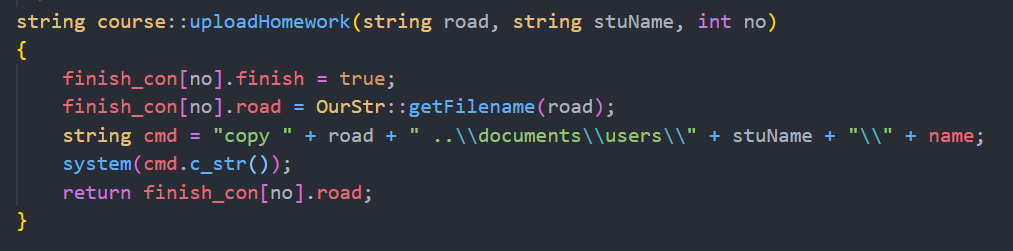 string course::uploadHomework(string road, string stuName, int no)
{
    finish_con[no].finish = true;
    finish_con[no].road = OurStr::getFilename(road);
    string cmd = "copy " + road + " ..\\documents\\users\\" + stuName + "\\" + name;
    system(cmd.c_str());
    return finish_con[no].road;
}